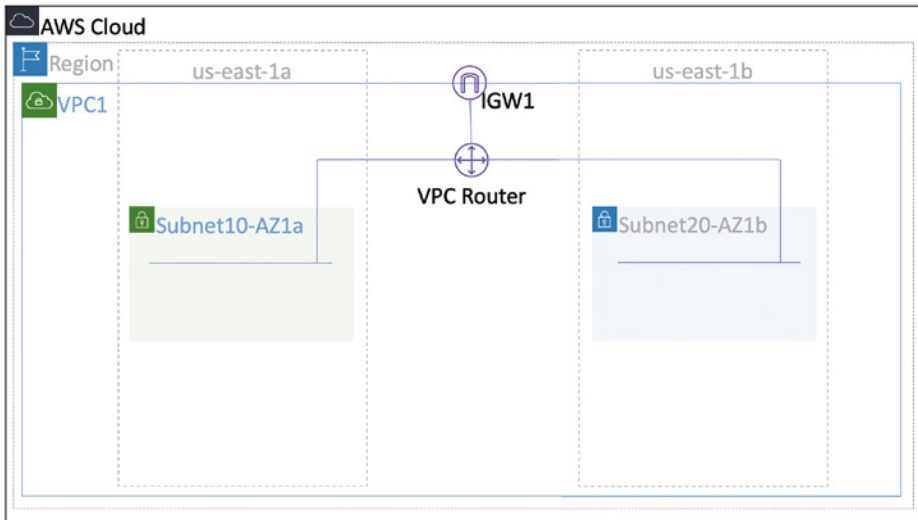 AWS Cloud
Region
us-east-1a
us-east-1b
VPC1
IGW1
VPC Router
Subnet10-AZ1a
Subnet20-AZ1b